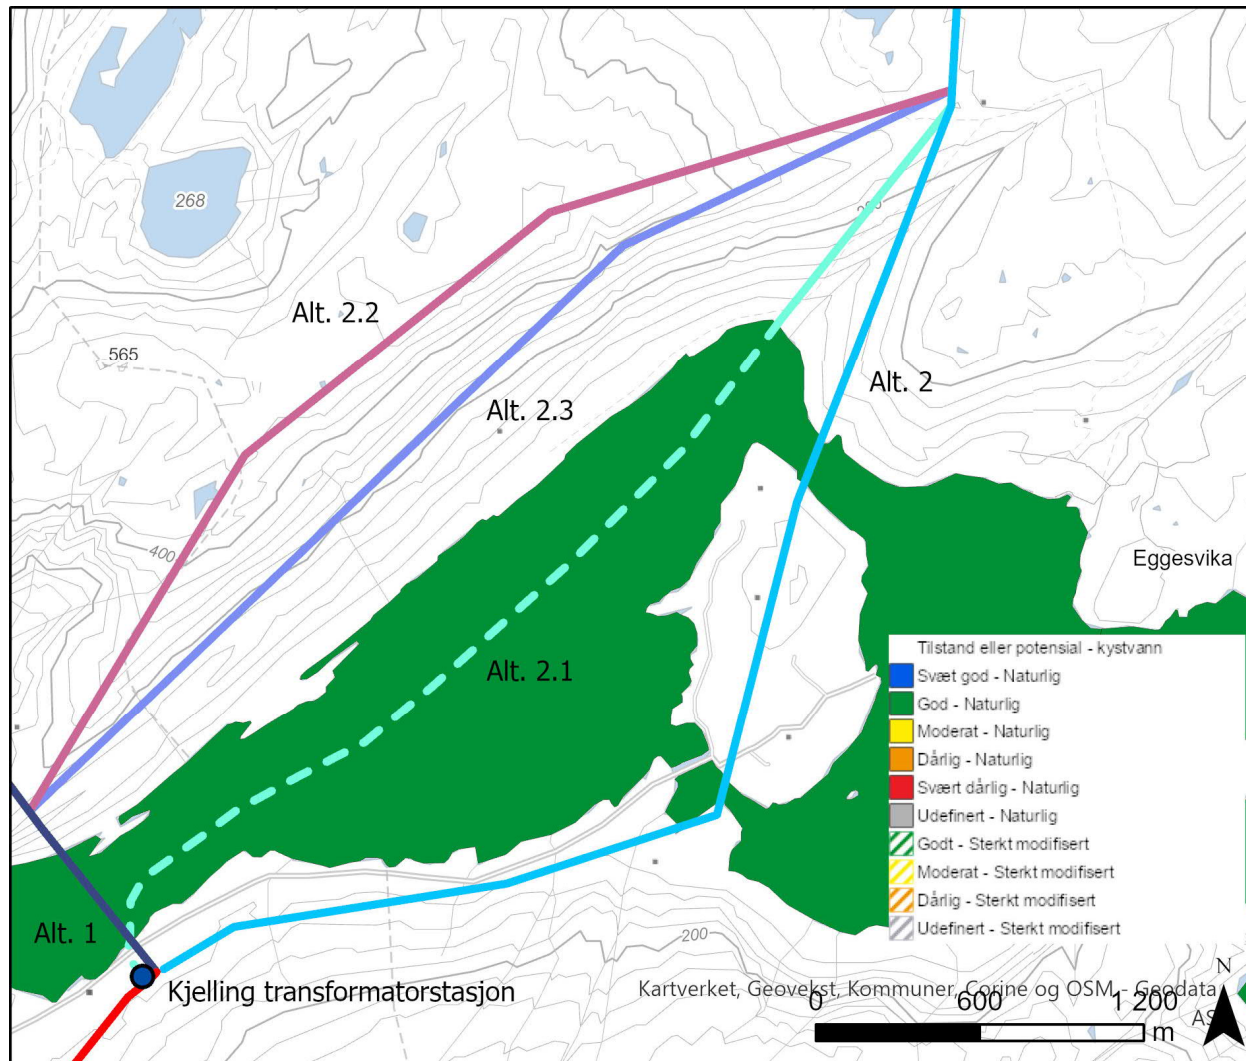 268
200
Alt. 2.2
565
Alt. 2.3
Alt. 2
400
Eggesvika
Alt. 2.1
Tilstand eller potensial - kystvann
Svæt god - Naturlig
God - Naturlig
Moderat - Naturlig
Dårlig - Naturlig
Svært dårlig - Naturlig
Udefinert - Naturlig
Godt - Sterkt modifisert
Moderat - Sterkt modifisert
Dårlig - Sterkt modifisert
Udefinert - Sterkt modifisert
Alt. 1
200
N
Kjelling transformatorstasjon
Kartverket, Geovekst, Kommuner, Corine og OSM - Geodata
AS
0 600 1 200
m